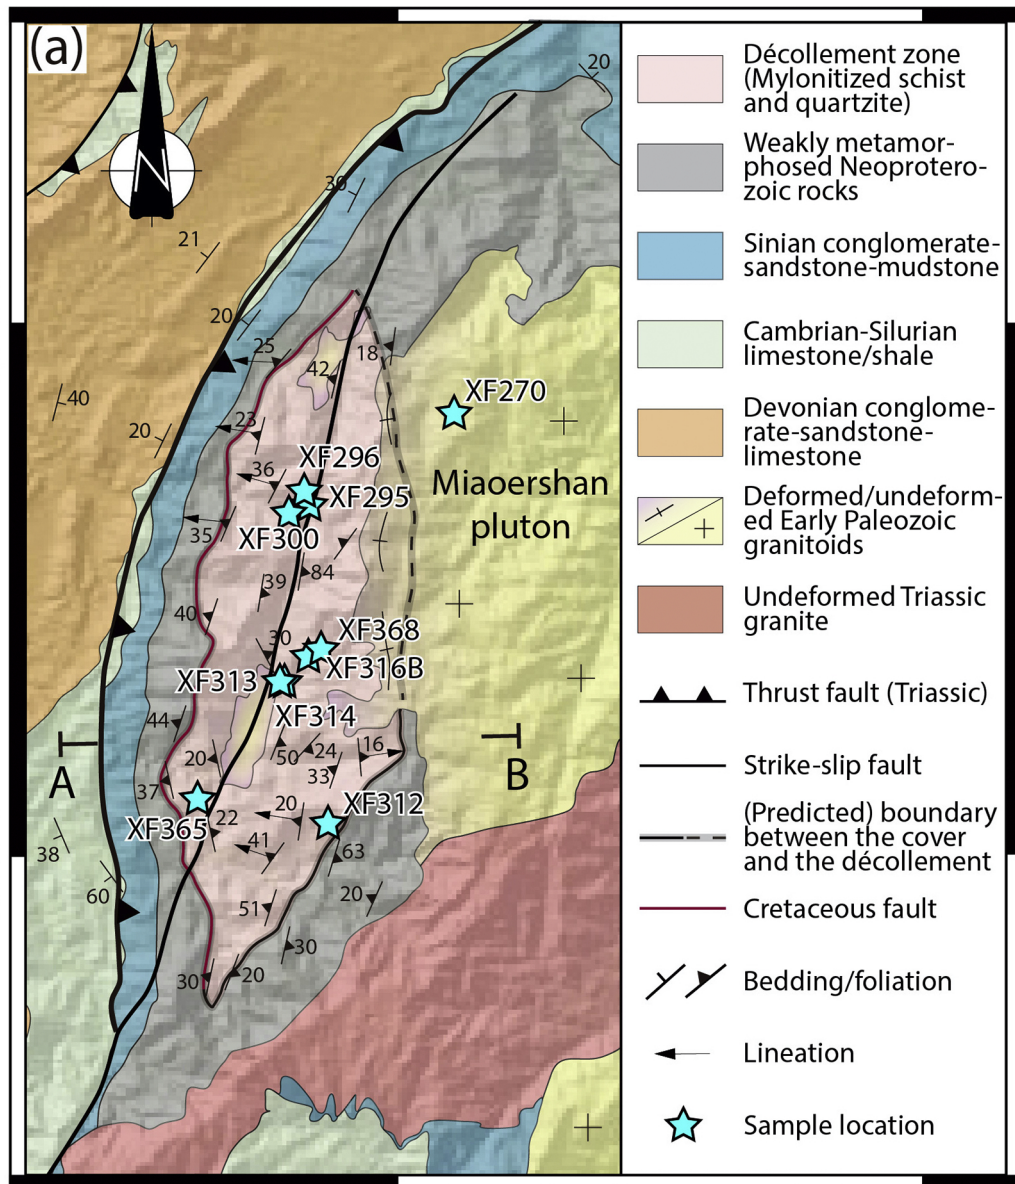 (a)
N
20
30
21
20
25
18
42
40
20
23
XF270
XF296
36
XF295
Miaoershan
pluton
35
XF300
84
39
40
30
XF368
XF316B
XF313
XF314
44
16
20
50
24
33
A
B
37
20
XF312
22
XF365
41
63
38
60
20
51
30
30
20
Décollement zone
(Mylonitized schist
and quartzite)
Weakly metamor-
phosed Neoprotero-
zoic rocks
Sinian conglomerate-
sandstone-mudstone
Cambrian-Silurian
limestone/shale
Devonian conglome-
rate-sandstone-
limestone
Deformed/undeform-
ed Early Paleozoic
granitoids
Undeformed Triassic
granite
Thrust fault (Triassic)
Strike-slip fault
(Predicted) boundary
between the cover
and the décollement
Cretaceous fault
Bedding/foliation
Lineation
Sample location